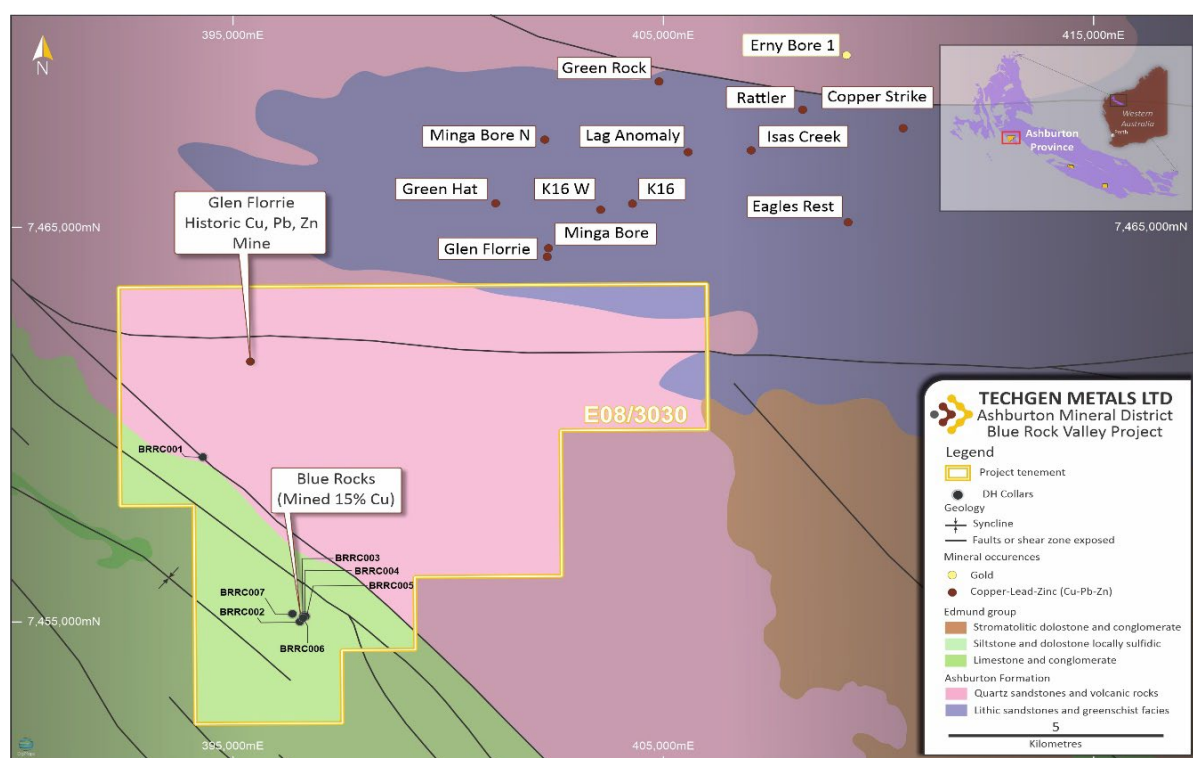 395,000mE
405,000mE
415,000mE
N
Erny Bore 1
Green Rock
Rattler
Copper Strike
Western
Australia
Perth
Ashburton
Province
Minga Bore N
Lag Anomaly
Isas Creek
Green Hat
K16 W
K16
Eagles Rest
Glen Florrie
Historic Cu, Pb, Zn
Mine
7,465,000mN
7,465,000mN
Minga Bore
Glen Florrie
E08/3030
BRRC001
Blue Rocks
(Mined 15% Cu)
BRRC003
BRRC004
BRRC005
BRRC007
BRRC002
BRRC006
7,455,000mN
395,000mE
405,000mE
TECHGEN METALS LTD
Ashburton Mineral District
Blue Rock Valley Project
Legend
Project tenement
DH Collars
Geology
Syncline
Faults or shear zone exposed
Mineral occurences
Gold
Copper-Lead-Zinc (Cu-Pb-Zn)
Edmund group
Stromatolitic dolostone and conglomerate
Siltstone and dolostone locally sulfidic
Limestone and conglomerate
Ashburton Formation
Quartz sandstones and volcanic rocks
Lithic sandstones and greenschist facies
5
Kilometres